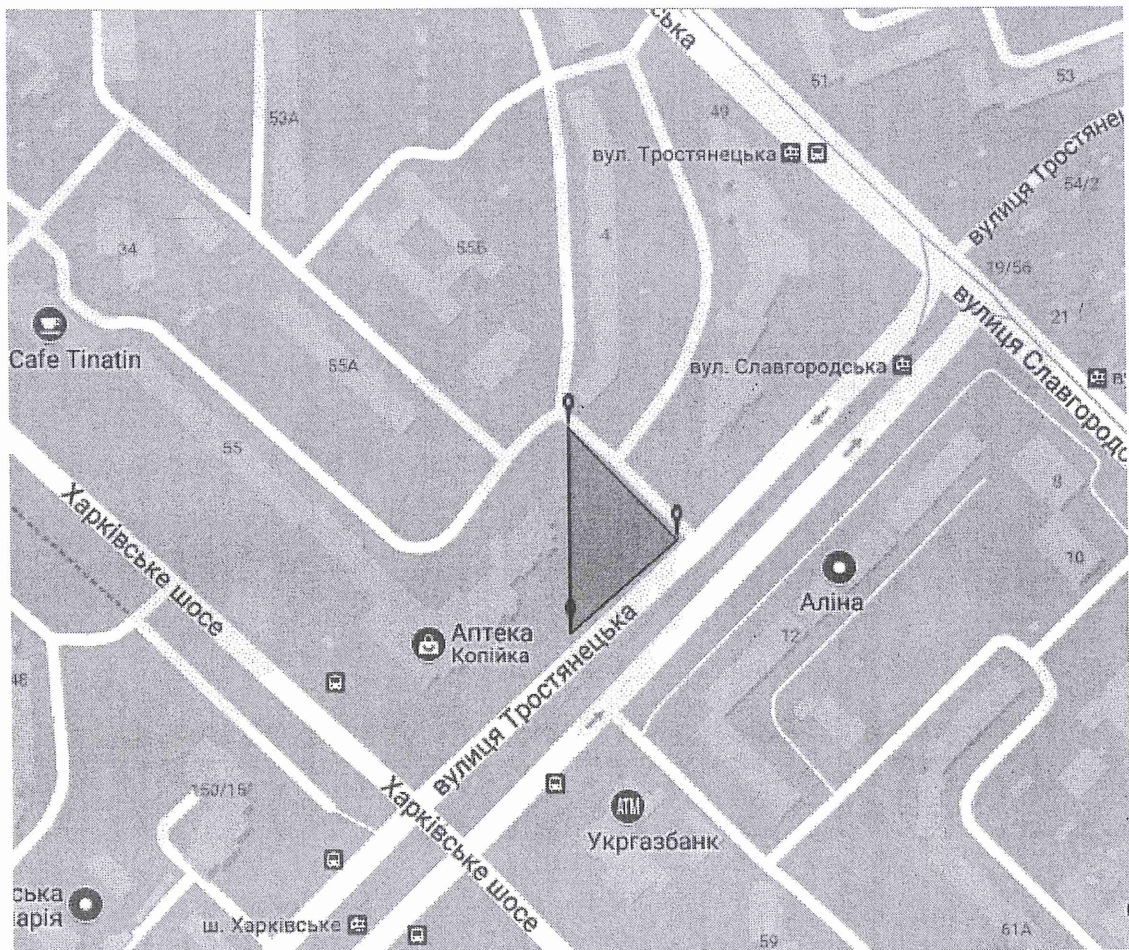 ська
51
53
53А
49
вул. Тростянецька
вулиця Тростянец
54/2
34
55Б
4
19/56
вулиця Славгородс
21
Cafe Tinatin
55А
вул. Славгородська
в
55
8
Харківське шосе
10
Аліна
Аптека
Копійка
12
вулиця Тростянецька
48
150/15
Харківське шосе
ATM
Укргазбанк
ська
арія
ш. Харківське
59
61А